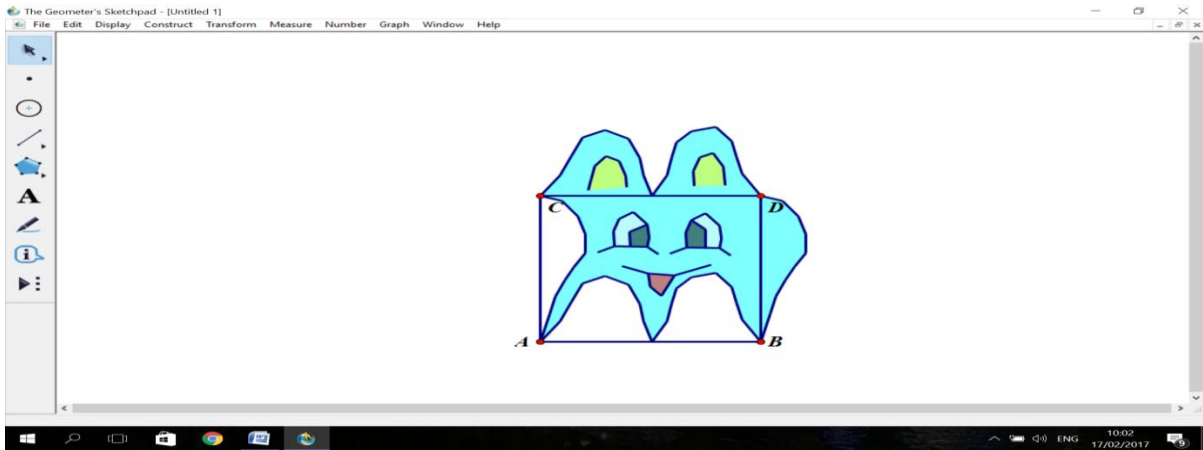 The Geometer's Sketchpad - [Untitled 1]
File Edit Display Construct Transform Measure Number Graph Window Help
A
C
D
A
B
ENG
10:02
17/02/2017
9